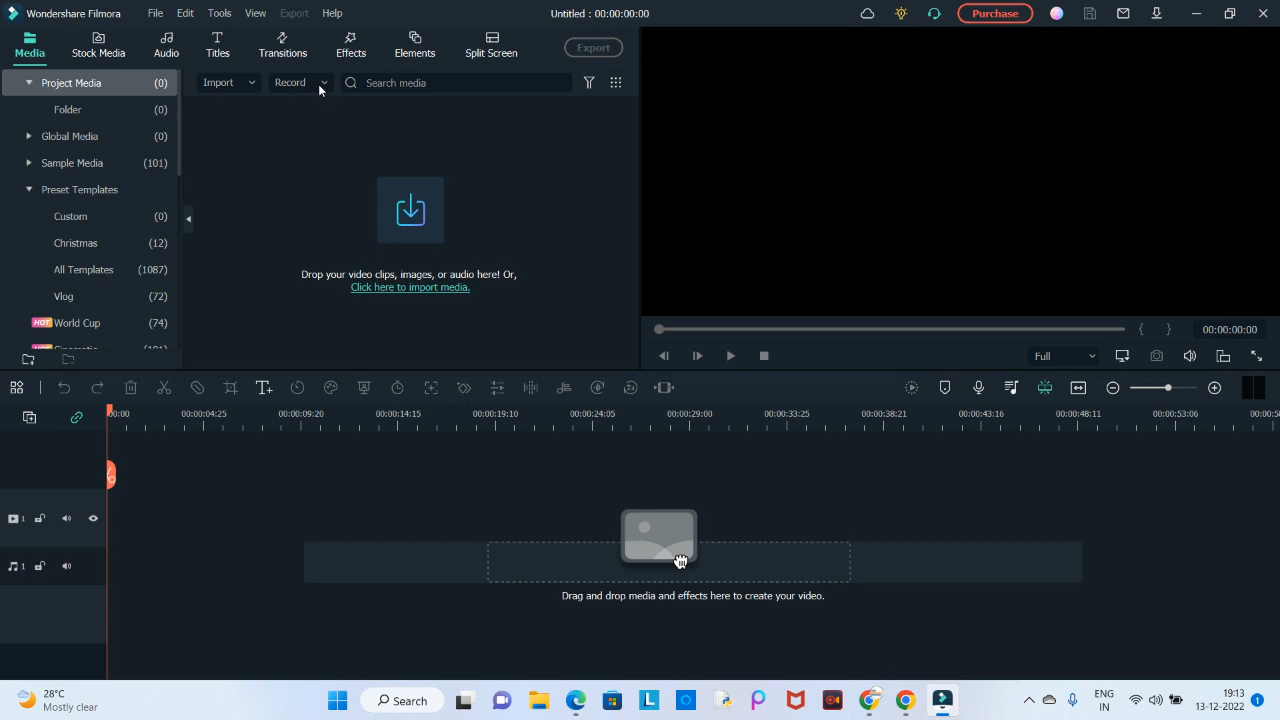 Wondershare Filmora File Edit Tools View Export Help Untitled : 00:00:00:00 Purchase
Media Stock Media Audio Titles Transitions Effects Elements Split Screen Export
Project Media (0) Import Record Search media
Folder (0)
Global Media (0)
Sample Media (101)
Preset Templates
Custom (0)
Christmas (12)
All Templates (1087)
Vlog (72)
HOT World Cup (74)
Drop your video clips, images, or audio here! Or,
Click here to import media.
00:00:00:00
Full
:00:00 00:00:04:25 00:00:09:20 00:00:14:15 00:00:19:10 00:00:24:05 00:00:29:00 00:00:33:25 00:00:38:21 00:00:43:16 00:00:48:11 00:00:53:06 00:00:58
1
1
Drag and drop media and effects here to create your video.
28°C
Mostly clear
Search
ENG
IN
19:13
13-12-2022
1